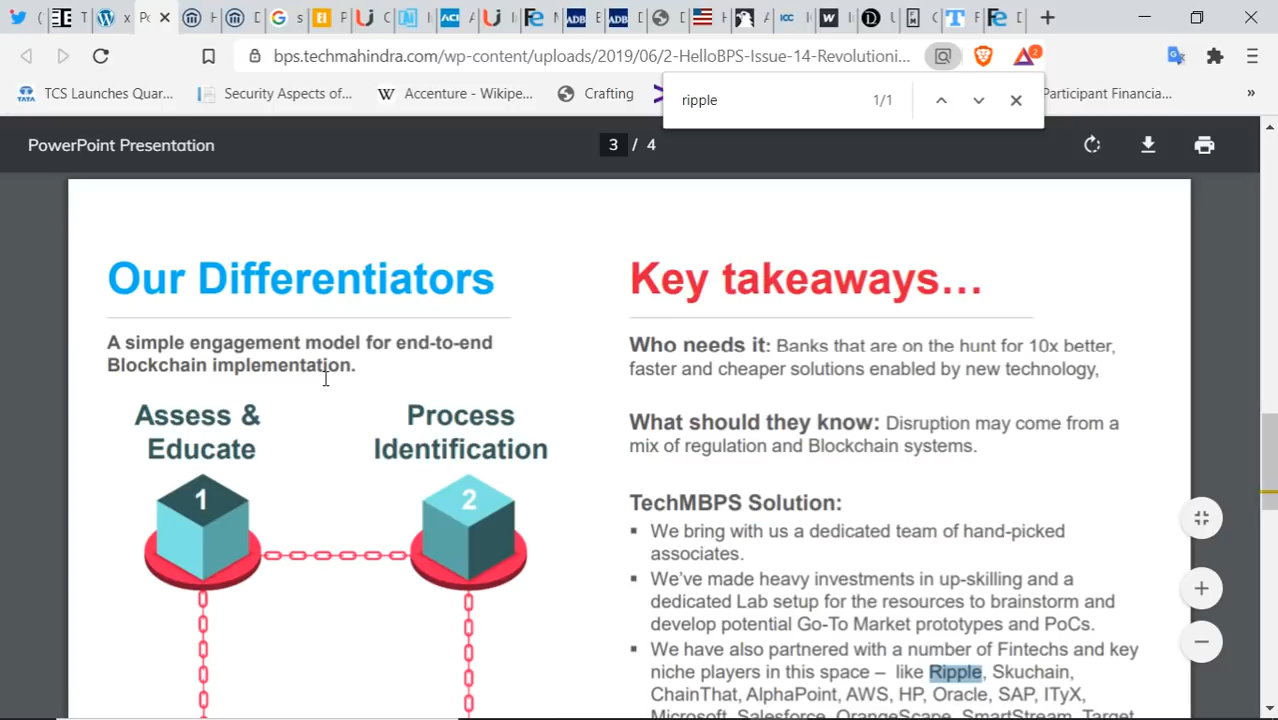 bps.techmahindra.com/wp-content/uploads/2019/06/2-HelloBPS-Issue-14-Revolutioni...
2
TCS Launches Quar...
Security Aspects of...
Accenture - Wikipe...
Crafting
Participant Financia...
»
ripple
1/1
PowerPoint Presentation
3 / 4
Our Differentiators
A simple engagement model for end-to-end
Blockchain implementation.
Assess &
Educate
1
Process
Identification
2
Key takeaways...
Who needs it: Banks that are on the hunt for 10x better,
faster and cheaper solutions enabled by new technology,
What should they know: Disruption may come from a
mix of regulation and Blockchain systems.
TechMBPS Solution:
▪ We bring with us a dedicated team of hand-picked
associates.
▪ We've made heavy investments in up-skilling and a
dedicated Lab setup for the resources to brainstorm and
develop potential Go-To Market prototypes and PoCs.
▪ We have also partnered with a number of Fintechs and key
niche players in this space – like Ripple, Skuchain,
ChainThat, AlphaPoint, AWS, HP, Oracle, SAP, ITyX,
Microsoft, Salesforce, OrangeScape, SmartStream, Target